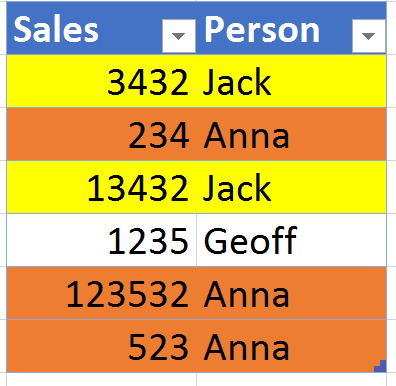 Sales Person
3432 Jack
234 Anna
13432 Jack
1235 Geoff
123532 Anna
523 Anna